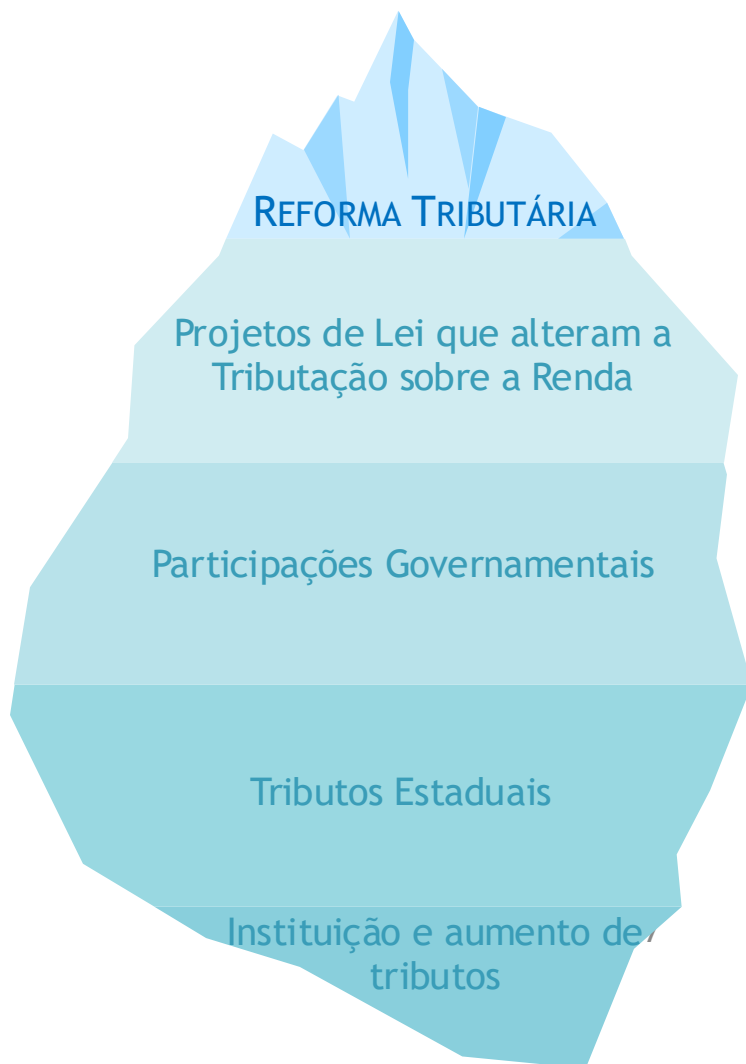 REFORMA TRIBUTÁRIA
Projetos de Lei que alteram a
Tributação sobre a Renda
Participações Governamentais
Tributos Estaduais
Instituição e aumento de
tributos